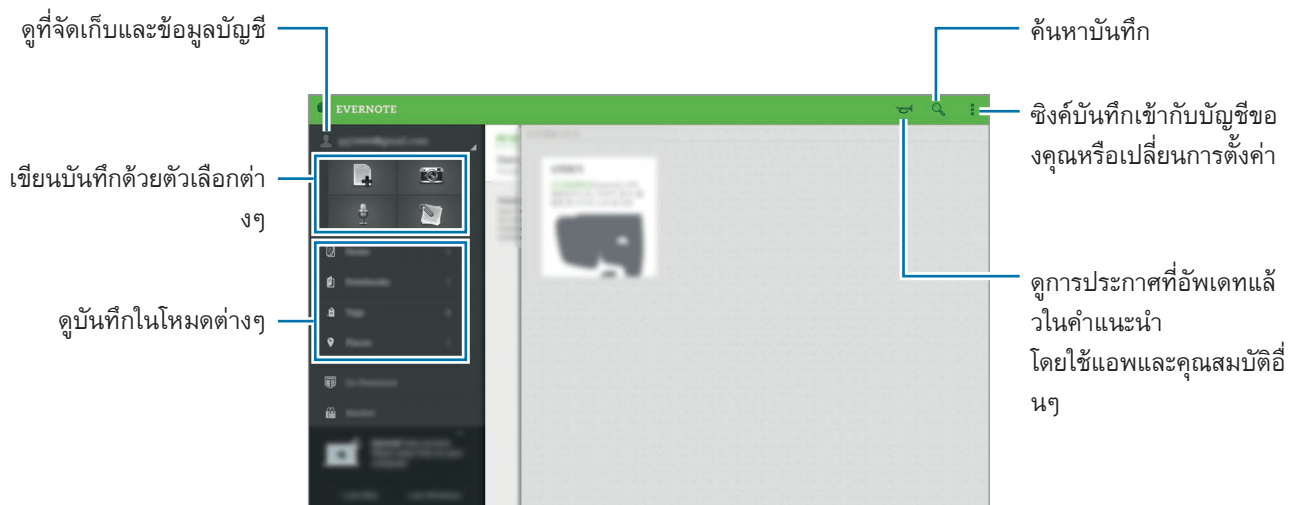 ดูที่จัดเก็บและข้อมูลบัญชี
ค้นหาบันทึก
EVERNOTE
ซิงค์บันทึกเข้ากับบัญชีขอ
งคุณหรือเปลี่ยนการตั้งค่า
เขียนบันทึกด้วยตัวเลือกต่า
งๆ
ดูบันทึกในโหมดต่างๆ
Notebooks
Tags
Places
ดูการประกาศที่อัพเดทแล้
วในคำแนะนำ
โดยใช้แอพและคุณสมบัติอื่
นๆ